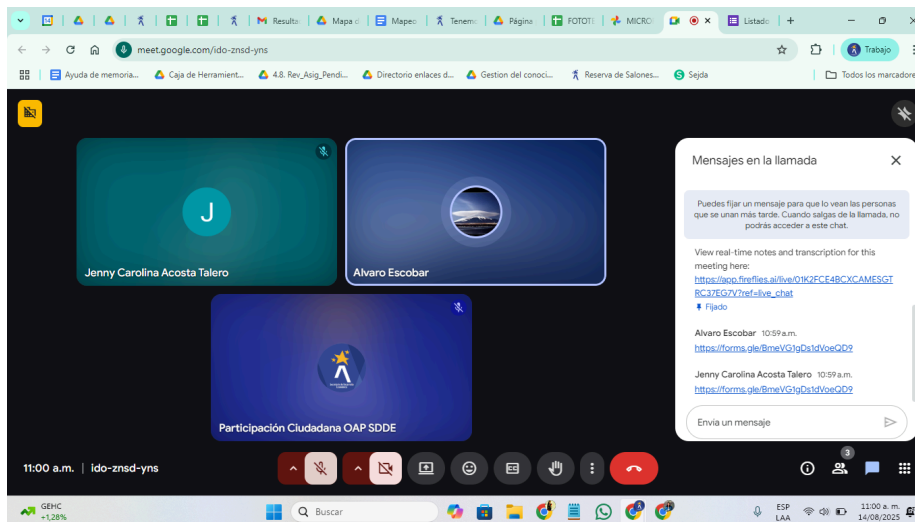 Resulta
Mapa d
Mapeo
Teneme
Página
FOTOTE
MICRO
Listado
meet.google.com/ido-znsd-yns
Trabajo
Ayuda de memoria...
Caja de Herramient...
4.8. Rev_Asig_Pendi...
Directorio enlaces d...
Gestion del conoci...
Reserva de Salones...
Sejda
Todos los marcadore
Mensajes en la llamada
Puedes fijar un mensaje para que lo vean las personas
que se unan más tarde. Cuando salgas de la llamada, no
podrás acceder a este chat.
J
Jenny Carolina Acosta Talero
Alvaro Escobar
View real-time notes and transcription for this
meeting here:
https://app.fireflies.ai/live/01K2FCE4BCXCAMESGT
RC37EG7V?ref=live_chat
Fijado
Alvaro Escobar 10:59 a.m.
https://forms.gle/BmeVG1gDs1dVoeQD9
Jenny Carolina Acosta Talero 10:59 a.m.
https://forms.gle/BmeVG1gDs1dVoeQD9
Participación Ciudadana OAP SDDE
Envía un mensaje
11:00 a.m. | ido-znsd-yns
3
GEHC
+1,28%
Buscar
ESP
LAA
11:00 a. m.
14/08/2025